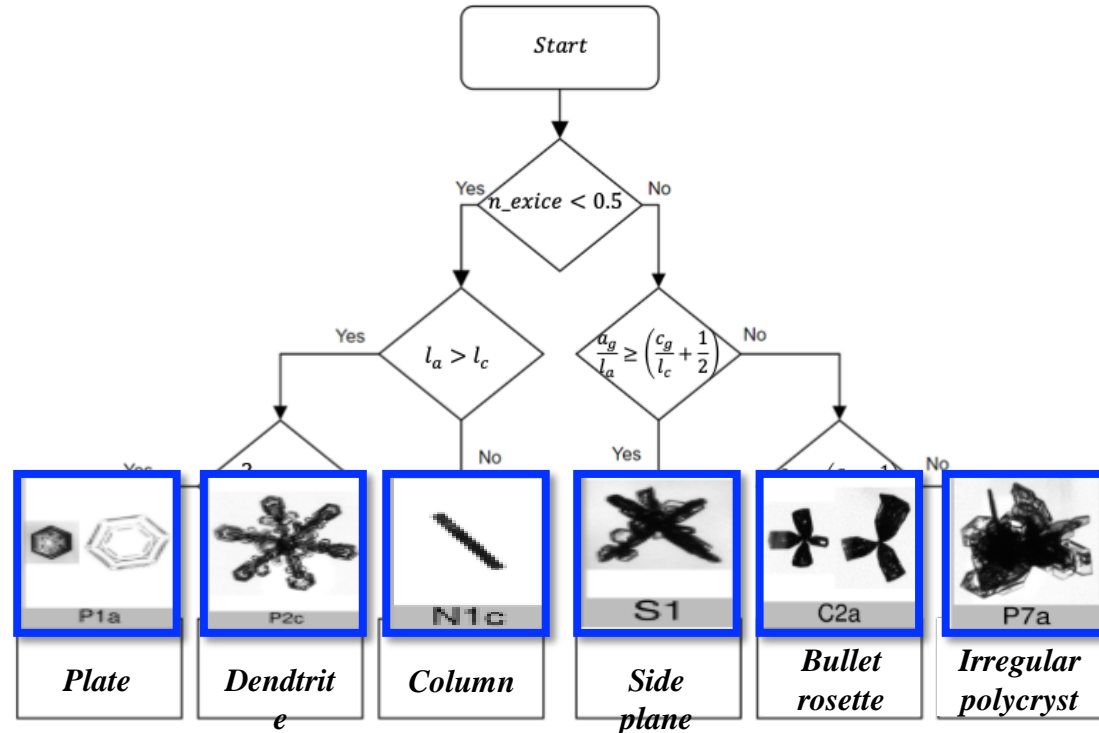 Start
Yes
n_exice < 0.5
No
Yes
l_a > l_c
a_g/l_a ≥ (c_g/l_c + 1/2)
No
No
Yes
No
P1a
P2c
N1c
S1
C2a
P7a
Plate
Dendtrit
e
Column
Side
plane
Bullet
rosette
Irregular
polycryst